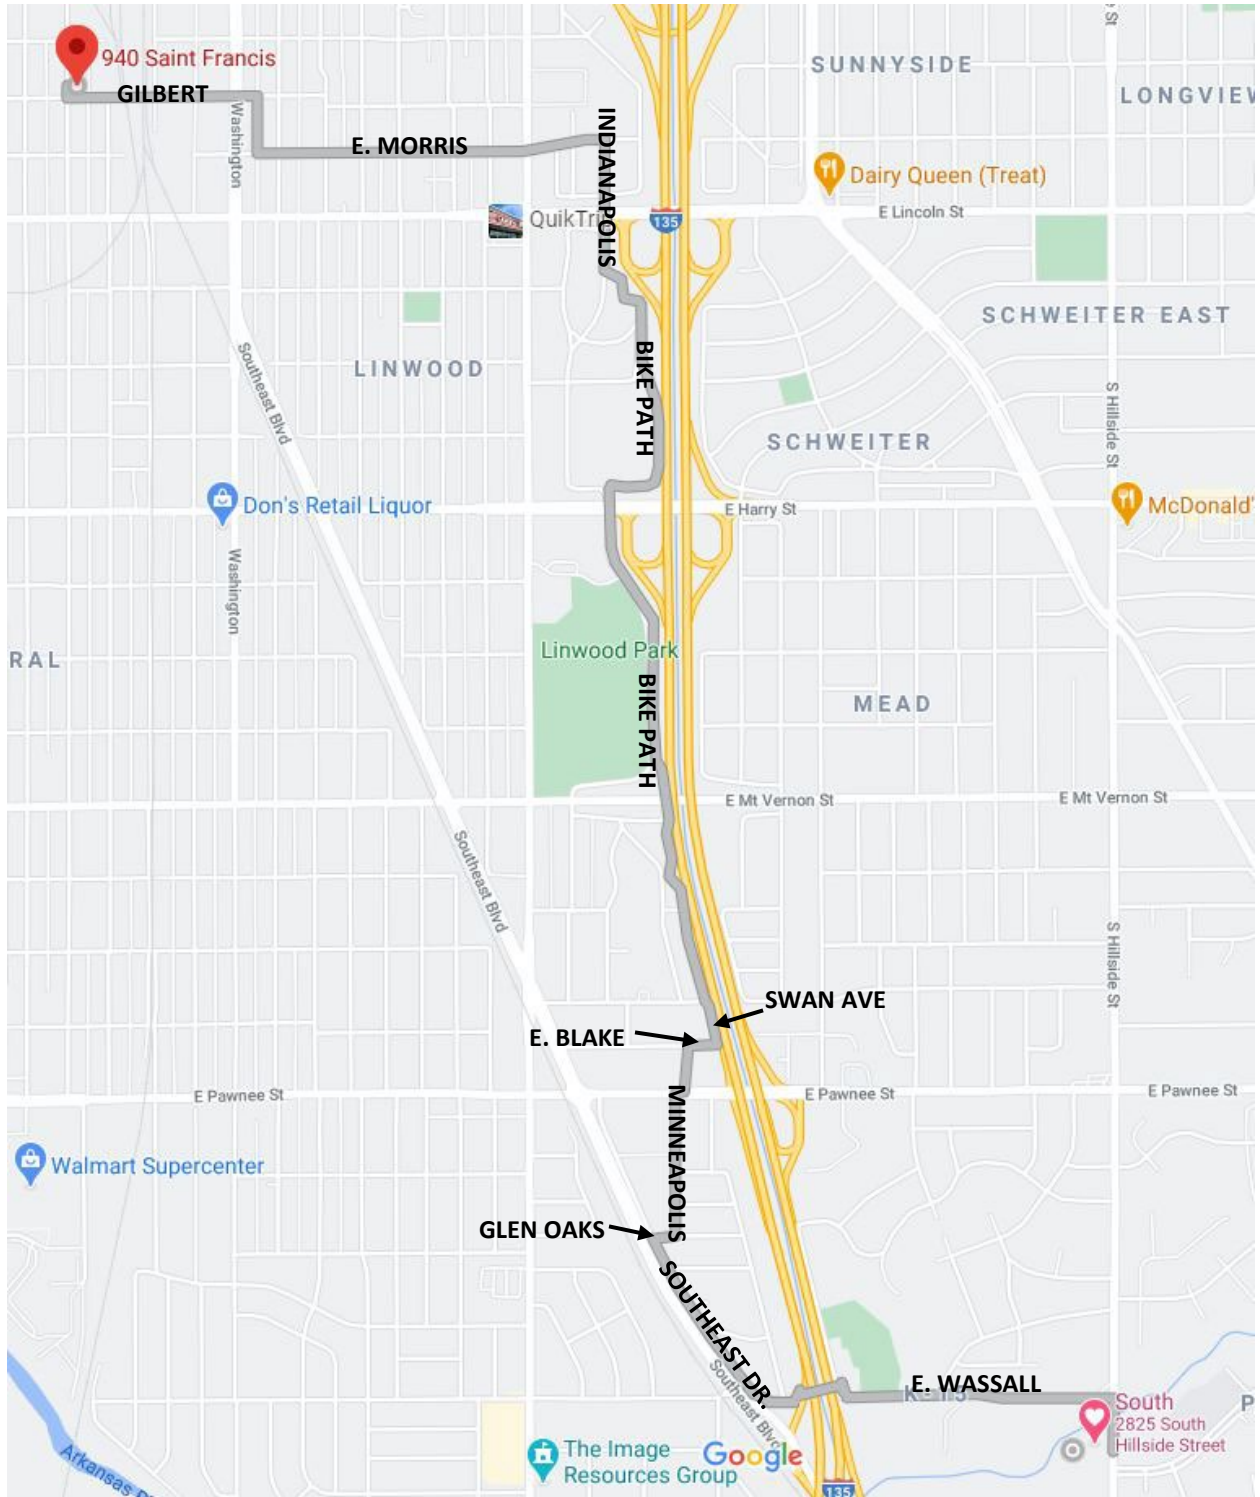 y St
940 Saint Francis
SUNNYSIDE
GILBERT
LONGVIEW
Washington
INDIANAPOLIS
E. MORRIS
Dairy Queen (Treat)
E Lincoln St
QuikTri
135
SCHWEITER EAST
Southeast Blvd
LINWOOD
BIKE PATH
S Hillside St
SCHWEITER
Don's Retail Liquor
E Harry St
McDonald'
Washington
Linwood Park
RAL
BIKE PATH
MEAD
E Mt Vernon St
E Mt Vernon St
Southeast Blvd
S Hillside St
SWAN AVE
E. BLAKE
E Pawnee St
MINNEAPOLIS
E Pawnee St
E Pawnee St
Walmart Supercenter
GLEN OAKS
SOUTHEAST DR.
Southeast Blvd
E. WASSALL
South
2825 South
Hillside Street
P
The Image
Resources Group
Google
Arkansas
135